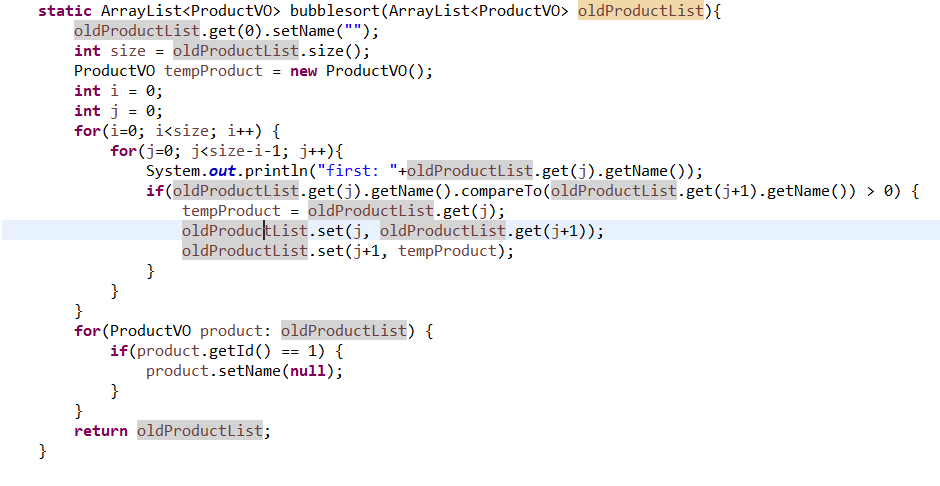 static ArrayList<ProductVO> bubblesort(ArrayList<ProductVO> oldProductList){
    oldProductList.get(0).setName("");
    int size = oldProductList.size();
    ProductVO tempProduct = new ProductVO();
    int i = 0;
    int j = 0;
    for(i=0; i<size; i++) {
        for(j=0; j<size-i-1; j++){
            System.out.println("first: "+oldProductList.get(j).getName());
            if(oldProductList.get(j).getName().compareTo(oldProductList.get(j+1).getName()) > 0) {
                tempProduct = oldProductList.get(j);
                oldProductList.set(j, oldProductList.get(j+1));
                oldProductList.set(j+1, tempProduct);
            }
        }
    }
    for(ProductVO product: oldProductList) {
        if(product.getId() == 1) {
            product.setName(null);
        }
    }
    return oldProductList;
}